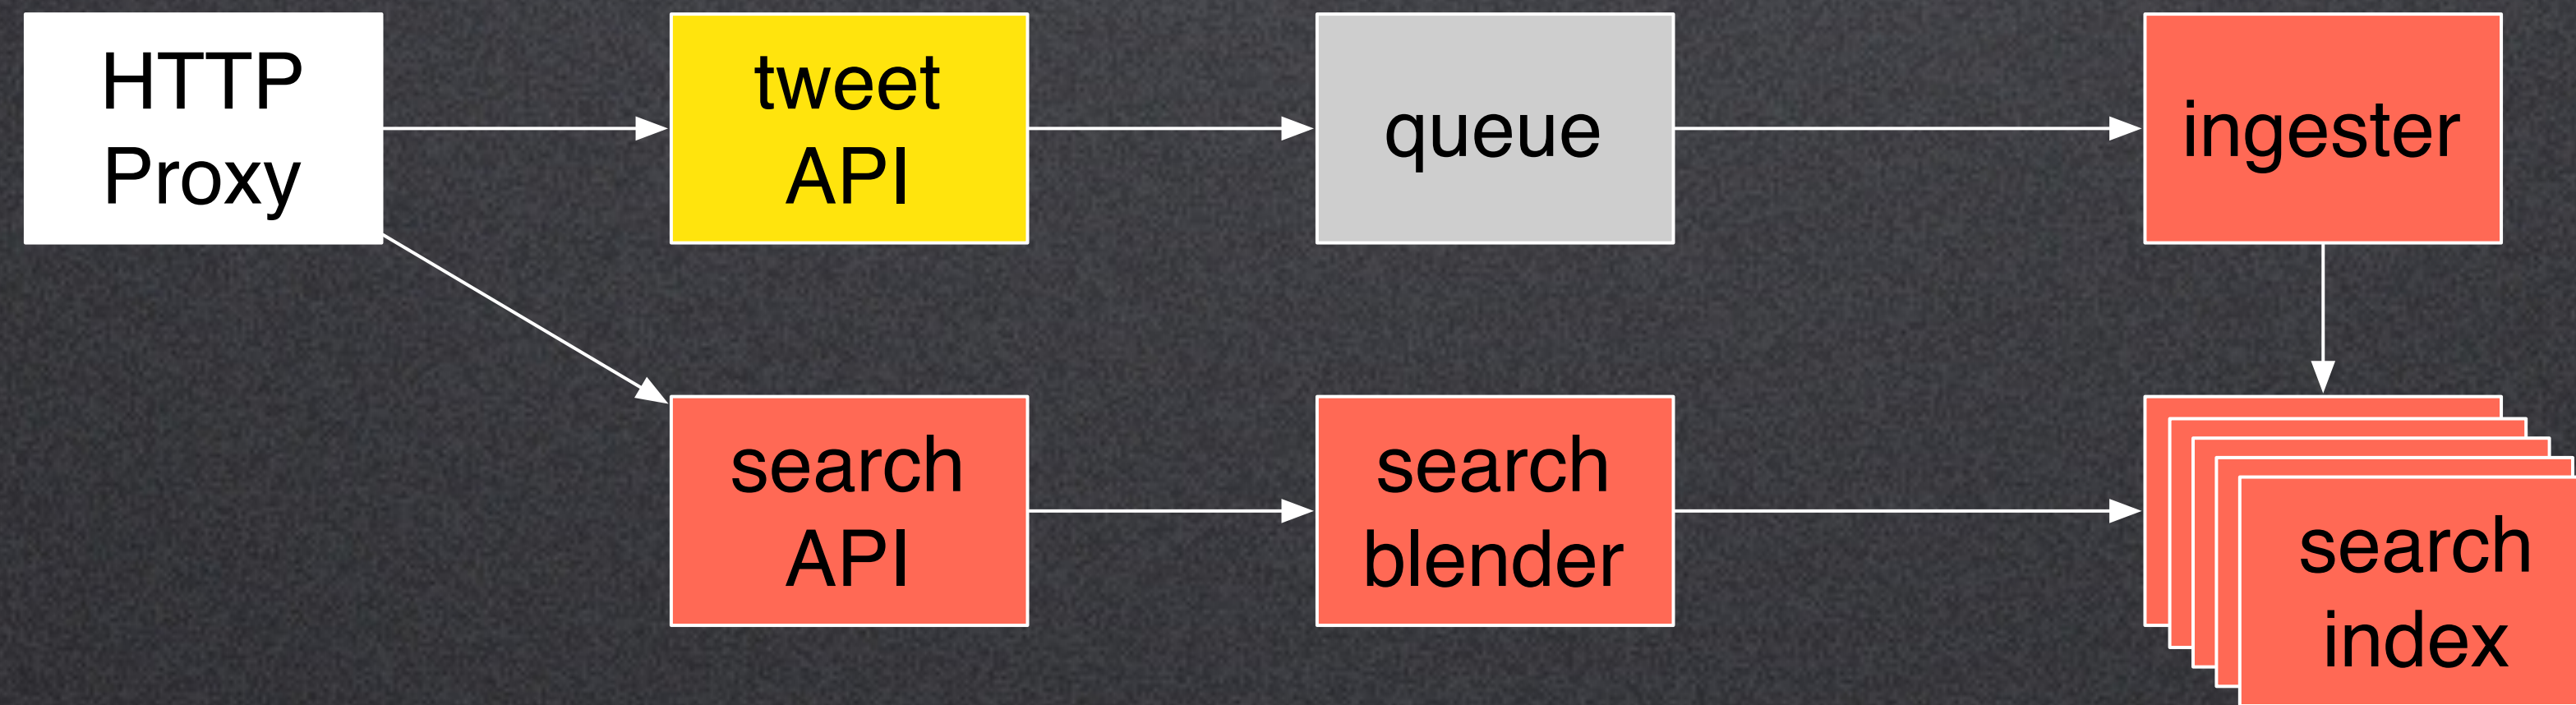 HTTP
Proxy
tweet
API
queue
ingester
search
API
search
blender
search
index